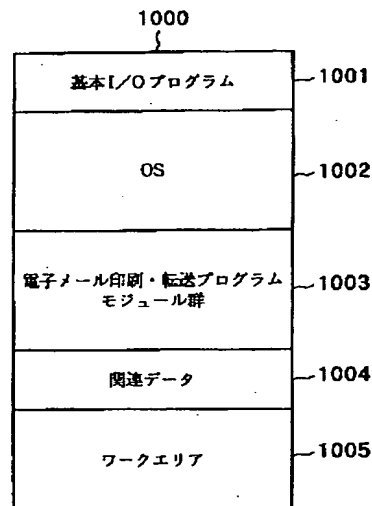 1000
基本I/Oプログラム
1001
OS
1002
電子メール印刷・転送プログラム
モジュール群
1003
関連データ
1004
ワークエリア
1005